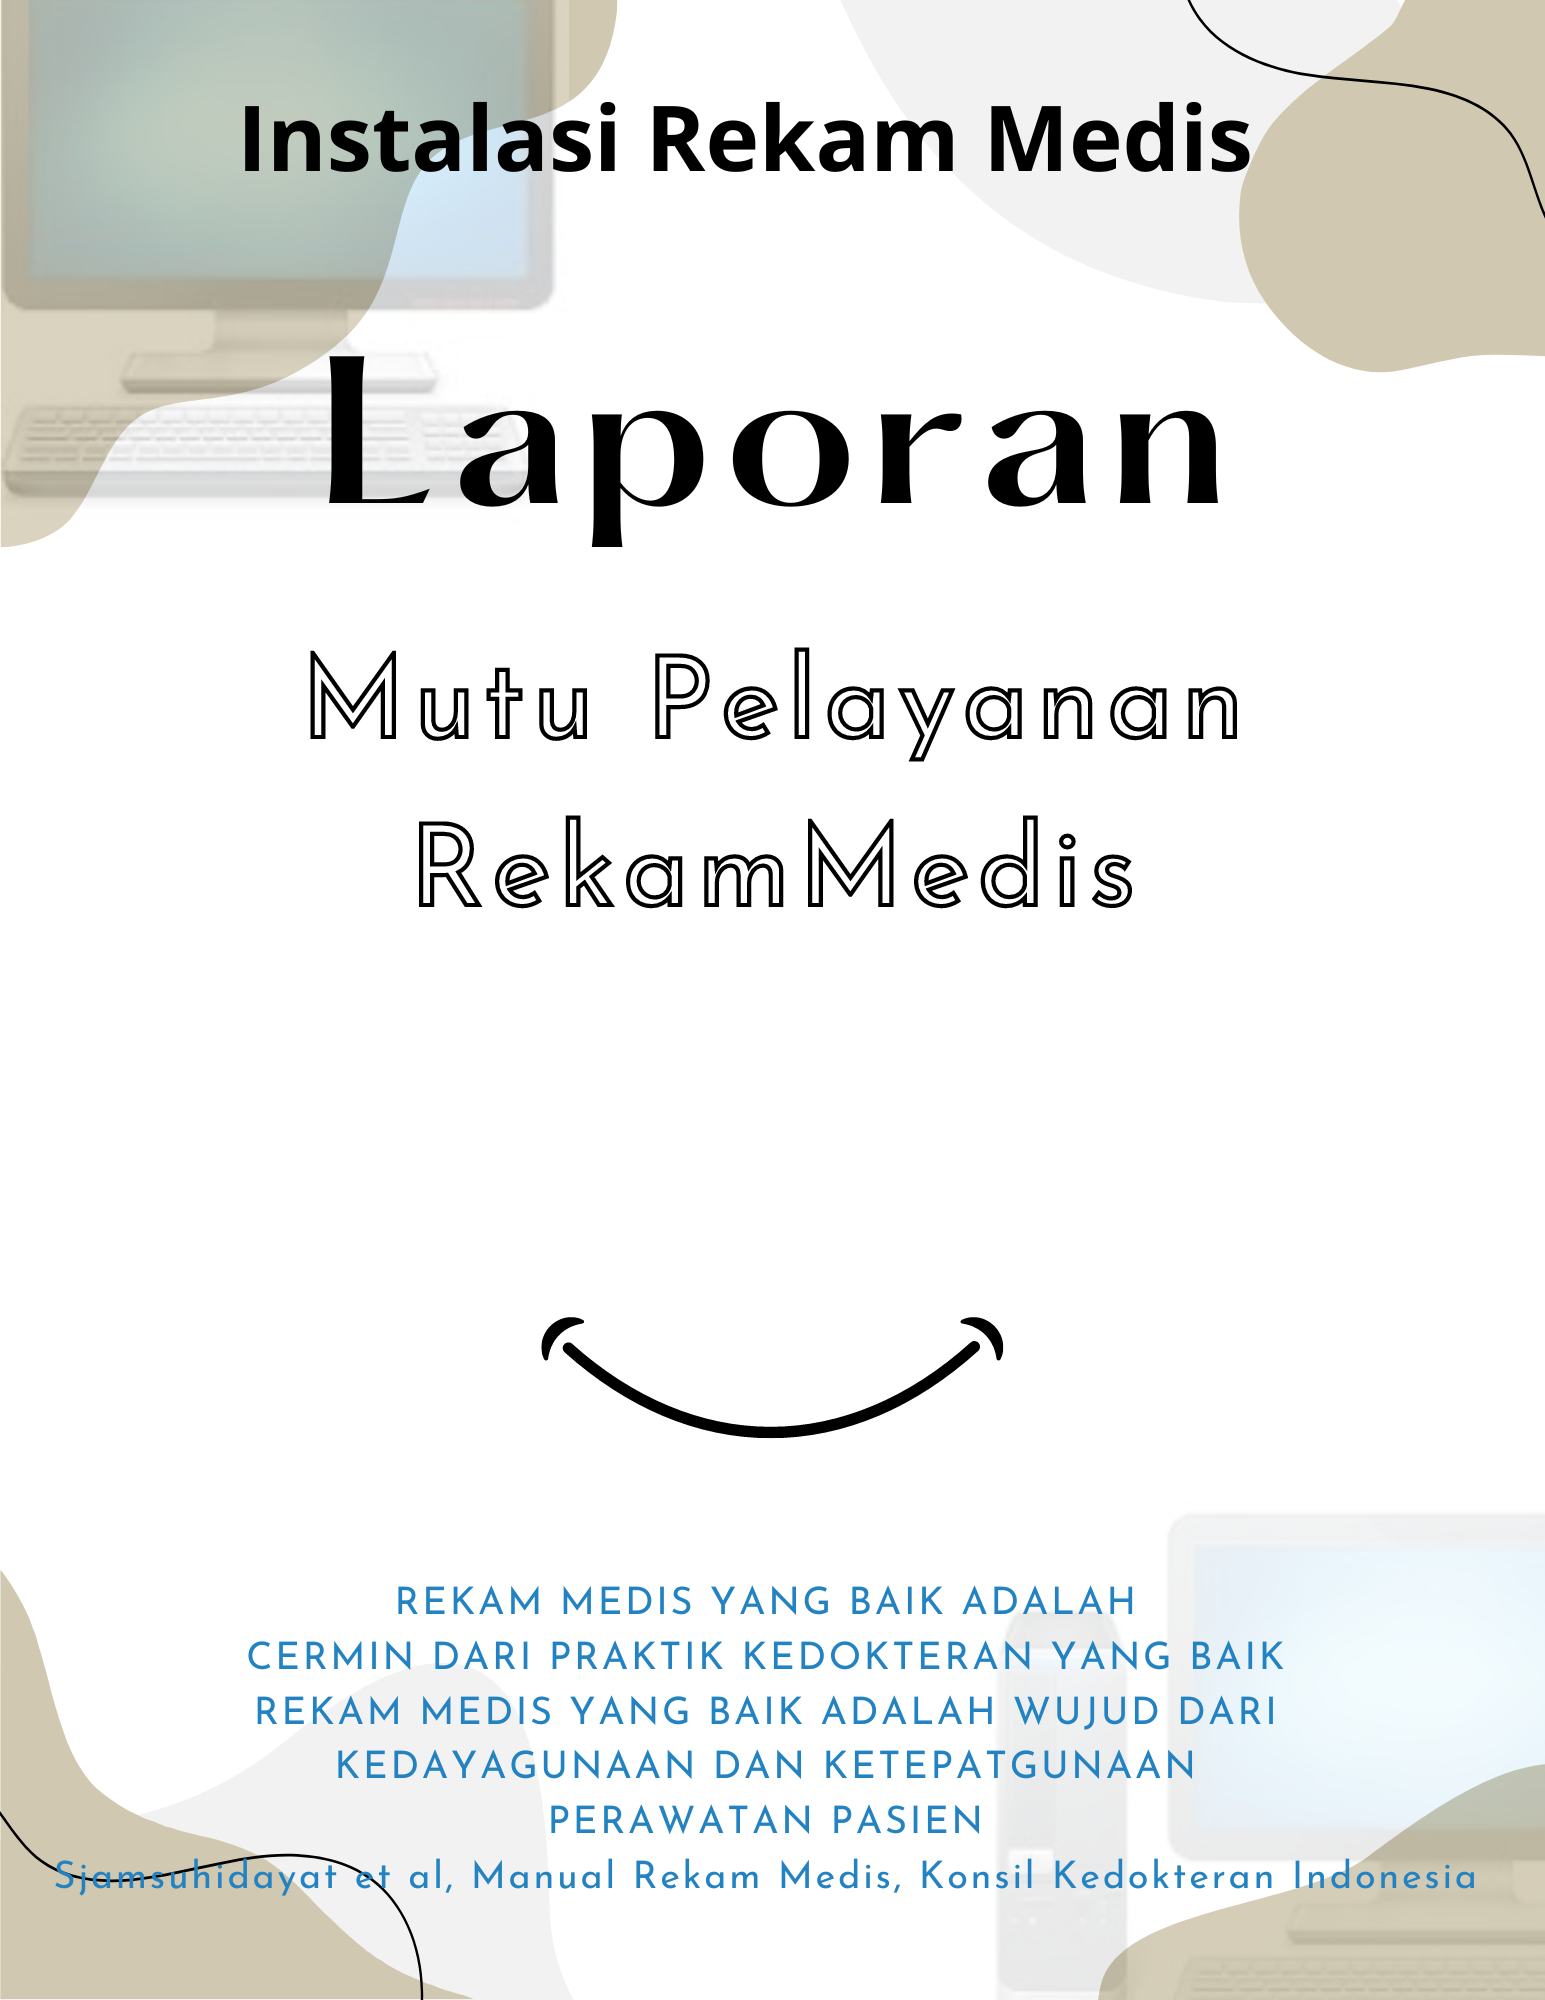 Instalasi Rekam Medis
Laporan
Mutu Pelayanan
RekamMedis
REKAM MEDIS YANG BAIK ADALAH
CERMIN DARI PRAKTIK KEDOKTERAN YANG BAIK
REKAM MEDIS YANG BAIK ADALAH WUJUD DARI
KEDAYAGUNAAN DAN KETEPATGUNAAN
PERAWATAN PASIEN
Sjamsuhidayat et al, Manual Rekam Medis, Konsil Kedokteran Indonesia